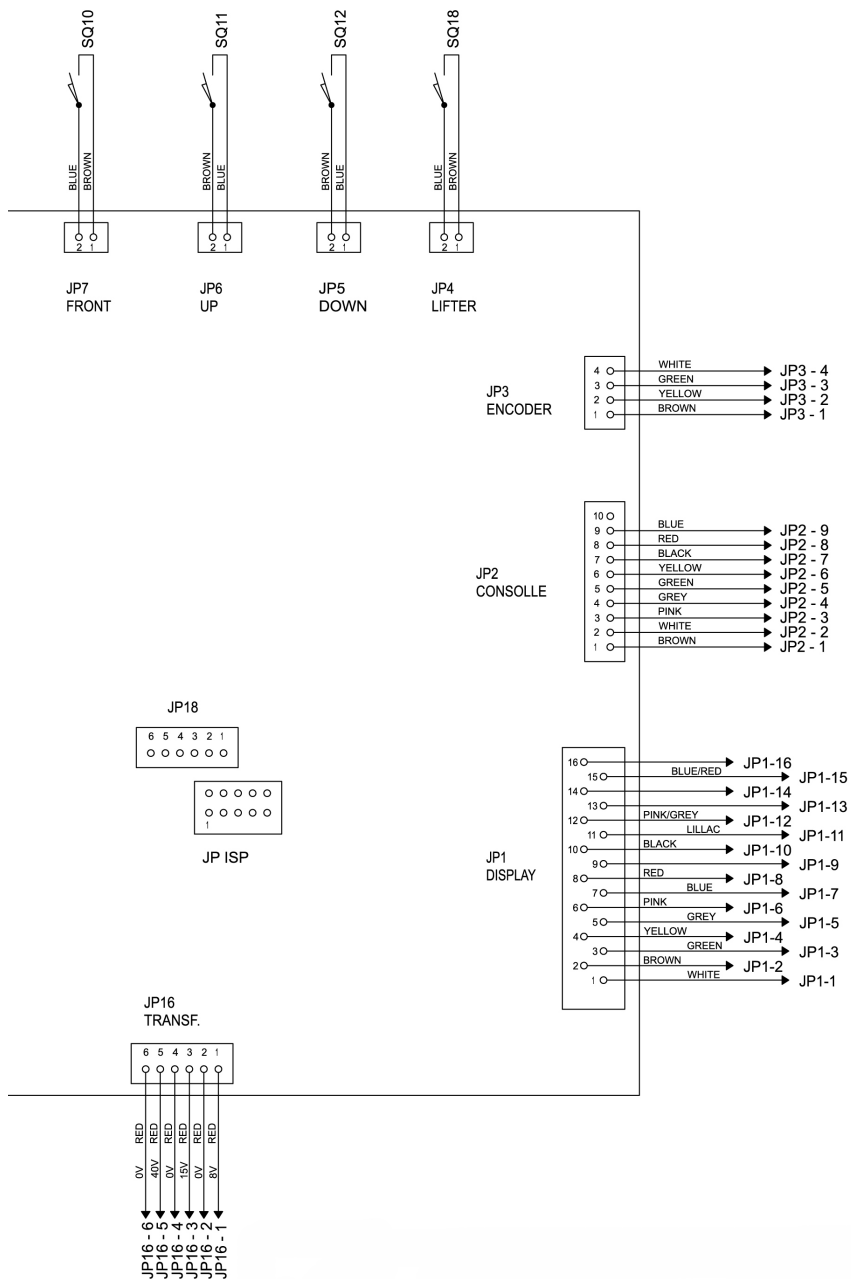 SQ10
SQ11
SQ12
SQ18
BLUE
BROWN
BROWN
BLUE
BROWN
BLUE
BLUE
BROWN
2 1
2 1
2 1
2 1
JP7
FRONT
JP6
UP
JP5
DOWN
JP4
LIFTER
JP3
ENCODER
4 WHITE JP3 - 4
3 GREEN JP3 - 3
2 YELLOW JP3 - 2
1 BROWN JP3 - 1
JP2
CONSOLLE
10
9 BLUE JP2 - 9
8 RED JP2 - 8
7 BLACK JP2 - 7
6 YELLOW JP2 - 6
5 GREEN JP2 - 5
4 GREY JP2 - 4
3 PINK JP2 - 3
2 WHITE JP2 - 2
1 BROWN JP2 - 1
JP18
6 5 4 3 2 1
1
JP ISP
JP1
DISPLAY
16 JP1-16
15 BLUE/RED JP1-15
14 JP1-14
13 JP1-13
12 PINK/GREY JP1-12
11 LILLAC JP1-11
10 BLACK JP1-10
9 JP1-9
8 RED JP1-8
7 BLUE JP1-7
6 PINK JP1-6
5 GREY JP1-5
4 YELLOW JP1-4
3 GREEN JP1-3
2 BROWN JP1-2
1 WHITE JP1-1
JP16
TRANSF.
6 5 4 3 2 1
RED RED RED RED RED RED
0V 40V 0V 15V 0V 8V
JP16 - 6
JP16 - 5
JP16 - 4
JP16 - 3
JP16 - 2
JP16 - 1